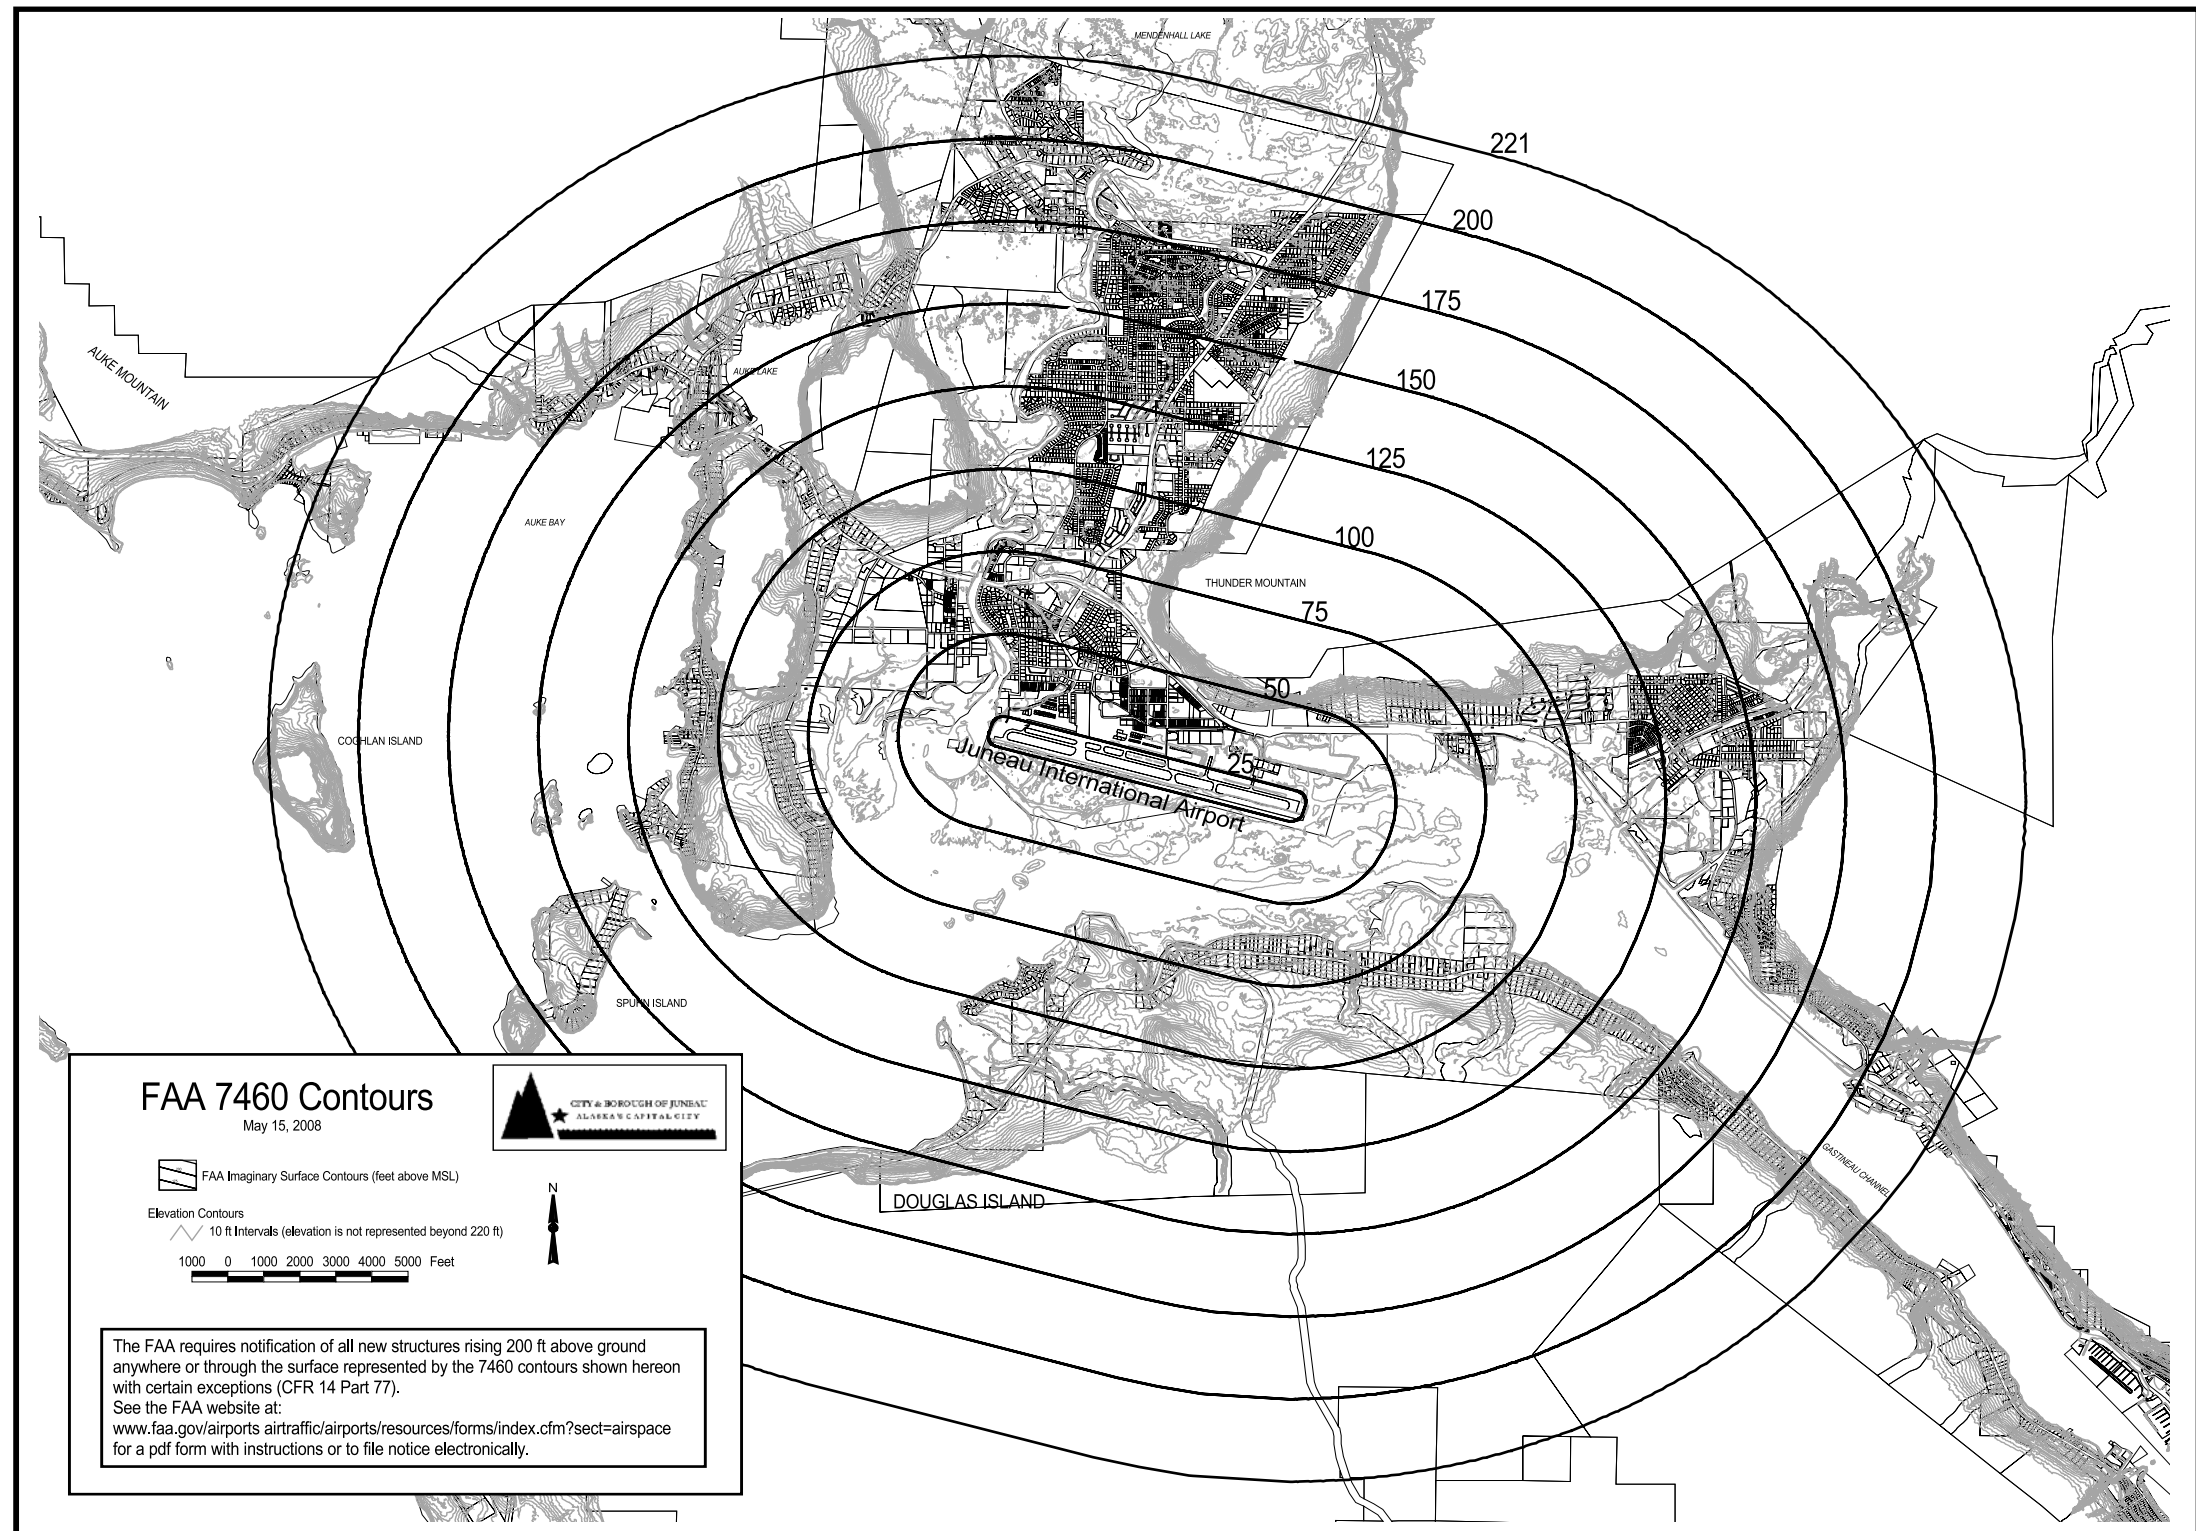 MENDENHALL LAKE
221
200
175
150
125
100
75
50
25
AUKE MOUNTAIN
AUKE LAKE
AUKE BAY
THUNDER MOUNTAIN
COGHLAN ISLAND
Juneau International Airport
SPUHN ISLAND
DOUGLAS ISLAND
GASTINEAU CHANNEL
FAA 7460 Contours
May 15, 2008
CITY & BOROUGH OF JUNEAU
ALASKA'S CAPITAL CITY
FAA Imaginary Surface Contours (feet above MSL)
Elevation Contours
10 ft Intervals (elevation is not represented beyond 220 ft)
N
1000 0 1000 2000 3000 4000 5000 Feet
The FAA requires notification of all new structures rising 200 ft above ground
anywhere or through the surface represented by the 7460 contours shown hereon
with certain exceptions (CFR 14 Part 77).
See the FAA website at:
www.faa.gov/airports airtraffic/airports/resources/forms/index.cfm?sect=airspace
for a pdf form with instructions or to file notice electronically.